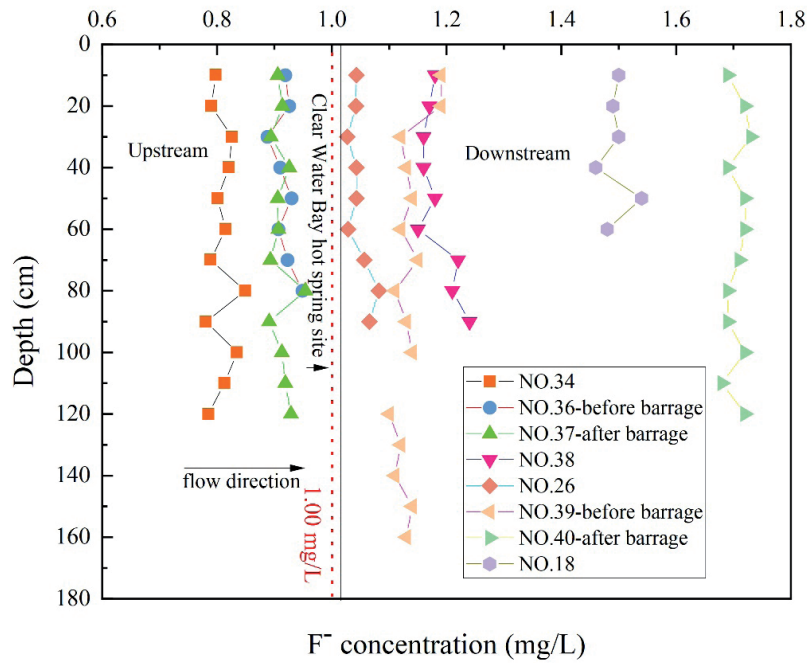 0.6 0.8 1.0 1.2 1.4 1.6 1.8
0
20
40
60
80
100
120
140
160
180
Depth (cm)
Upstream
Clear Water Bay hot spring site
Downstream
flow direction
1.00 mg/L
NO.34
NO.36-before barrage
NO.37-after barrage
NO.38
NO.26
NO.39-before barrage
NO.40-after barrage
NO.18
F⁻ concentration (mg/L)